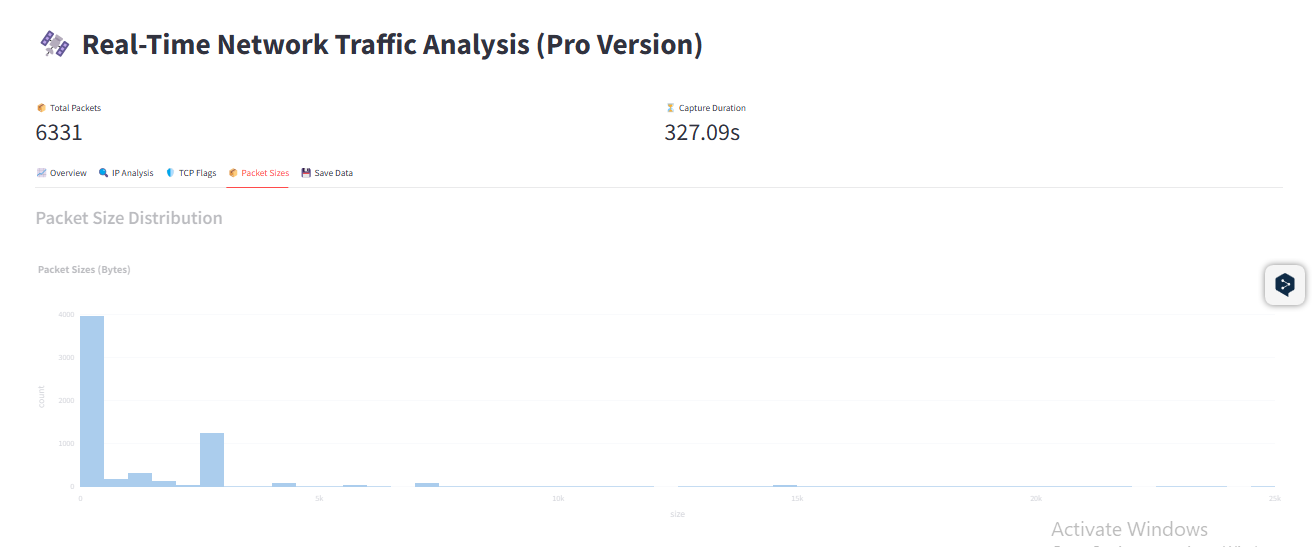 Real-Time Network Traffic Analysis (Pro Version)
Total Packets
6331
Capture Duration
327.09s
Overview
IP Analysis
TCP Flags
Packet Sizes
Save Data
Packet Size Distribution
Packet Sizes (Bytes)
4000
3000
2000
1000
0
count
0
5k
10k
15k
20k
25k
size
Activate Windows